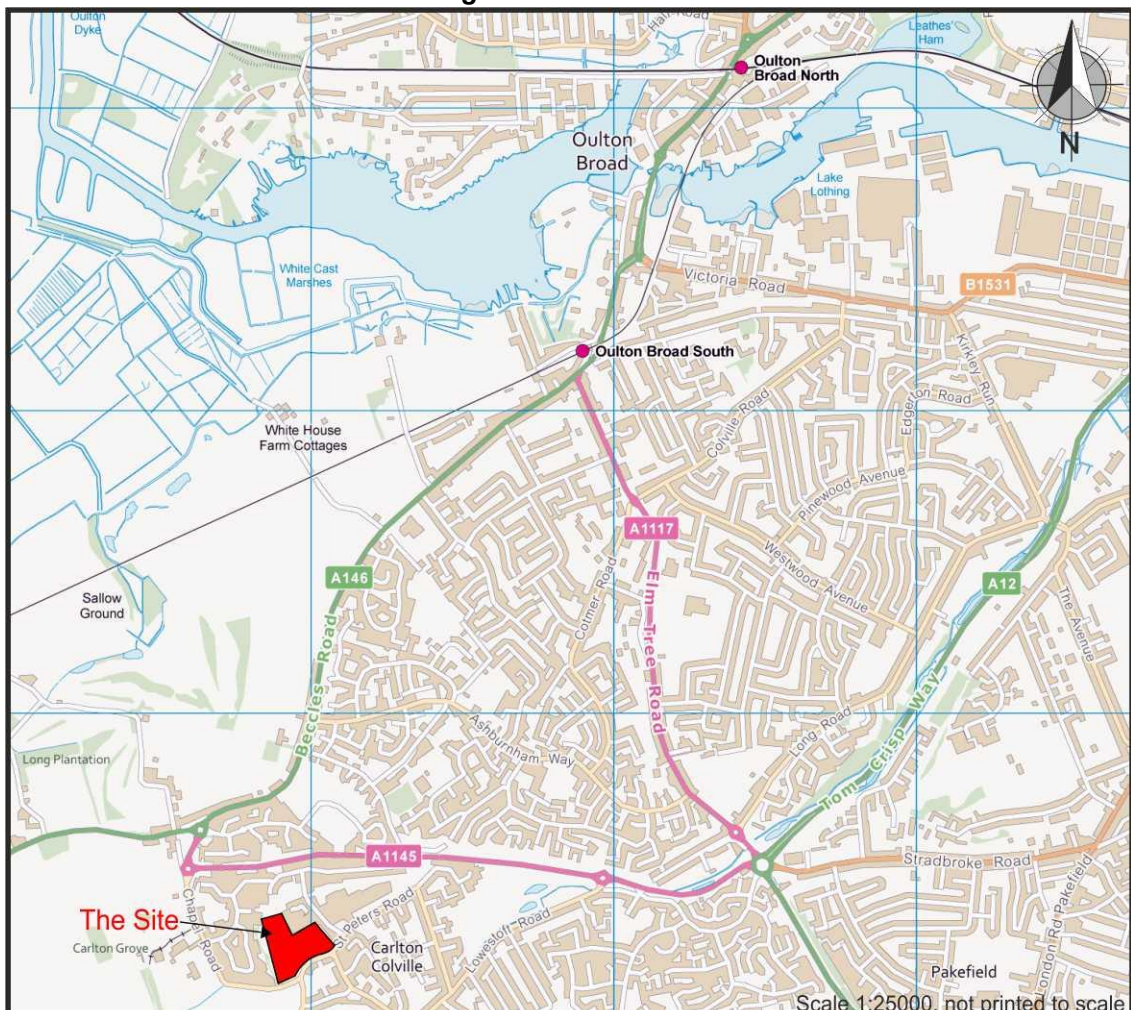 Oulton
Dyke
Hall Road
Leathes'
Ham
Oulton
Broad North
N
Oulton
Broad
Lake
Lothing
White Cast
Marshes
Victoria Road
B1531
Oulton Broad South
Kirkley Run
Edgerton Road
Colville Road
White House
Farm Cottages
Pinewood Avenue
A1117
Westwood Avenue
A146
A12
Sallow
Ground
Cotmer Road
Elm Tree Road
The Avenue
Beccles Road
Ashburnham Way
Long Road
Tom Crisp Way
Long Plantation
A1145
Stradbroke Road
Chapel Road
St Peters Road
The Site
Carlton Grove
Carlton
Colville
Lowestoft Road
London Rd Pakefield
Pakefield
Scale 1:25000, not printed to scale